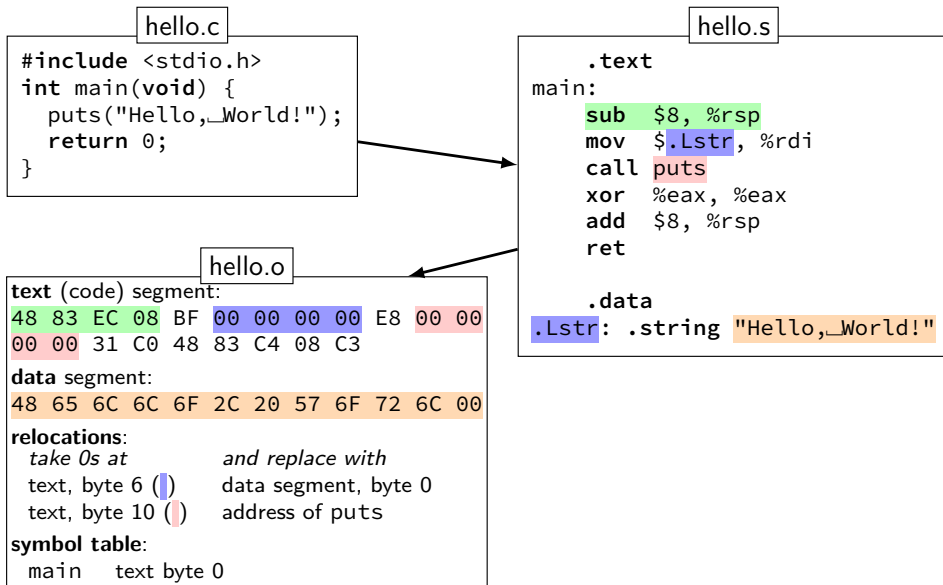 hello.c
#include <stdio.h>
int main(void) {
puts("Hello,␣World!");
return 0;
}
hello.s
.text
main:
sub $8, %rsp
mov $.Lstr, %rdi
call puts
xor %eax, %eax
add $8, %rsp
ret
.data
.Lstr: .string "Hello,␣World!"
hello.o
text (code) segment:
48 83 EC 08 BF 00 00 00 00 E8 00 00
00 00 31 C0 48 83 C4 08 C3
data segment:
48 65 6C 6C 6F 2C 20 57 6F 72 6C 00
relocations:
take 0s at and replace with
text, byte 6 ( ) data segment, byte 0
text, byte 10 ( ) address of puts
symbol table:
main text byte 0